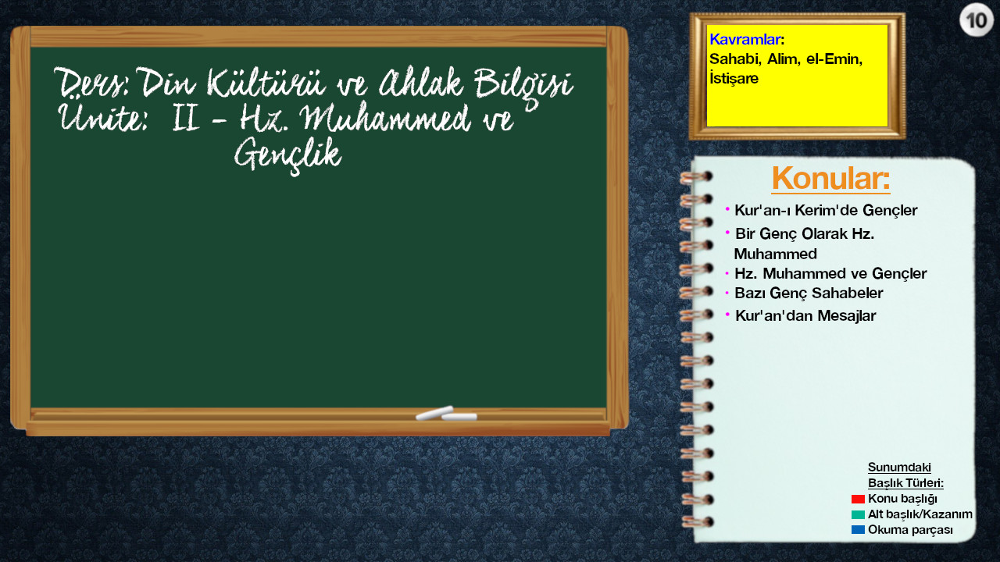 Ders: Din Kültürü ve Ahlak Bilgisi
Ünite: II - Hz. Muhammed ve
Gençlik
10
Kavramlar:
Sahabi, Alim, el-Emin,
İstişare
Konular:
• Kur'an-ı Kerim'de Gençler
• Bir Genç Olarak Hz.
Muhammed
• Hz. Muhammed ve Gençler
• Bazı Genç Sahabeler
• Kur'an'dan Mesajlar
Sunumdaki
Başlık Türleri:
Konu başlığı
Alt başlık/Kazanım
Okuma parçası